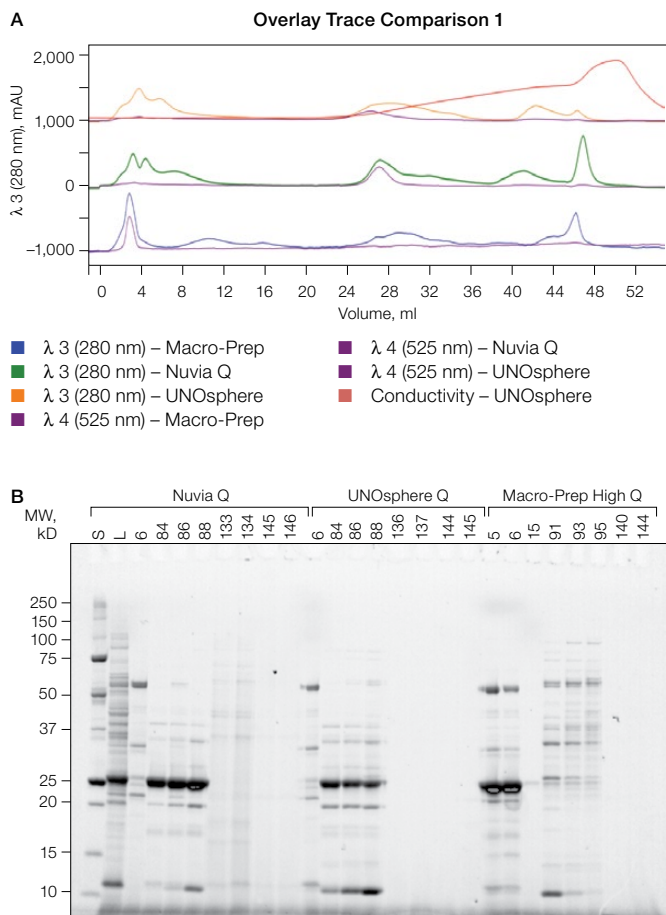 A Overlay Trace Comparison 1
λ 3 (280 nm), mAU
2,000
1,000
0
–1,000
0 4 8 12 16 20 24 28 32 36 40 44 48 52
Volume, ml
λ 3 (280 nm) – Macro-Prep
λ 3 (280 nm) – Nuvia Q
λ 3 (280 nm) – UNOsphere
λ 4 (525 nm) – Macro-Prep
λ 4 (525 nm) – Nuvia Q
λ 4 (525 nm) – UNOsphere
Conductivity – UNOsphere
B Nuvia Q UNOsphere Q Macro-Prep High Q
MW, kD
S L 6 84 86 88 133 134 145 146 6 84 86 88 136 137 144 145 5 6 15 91 93 95 140 144
250
150
100
75
50
37
25
20
15
10